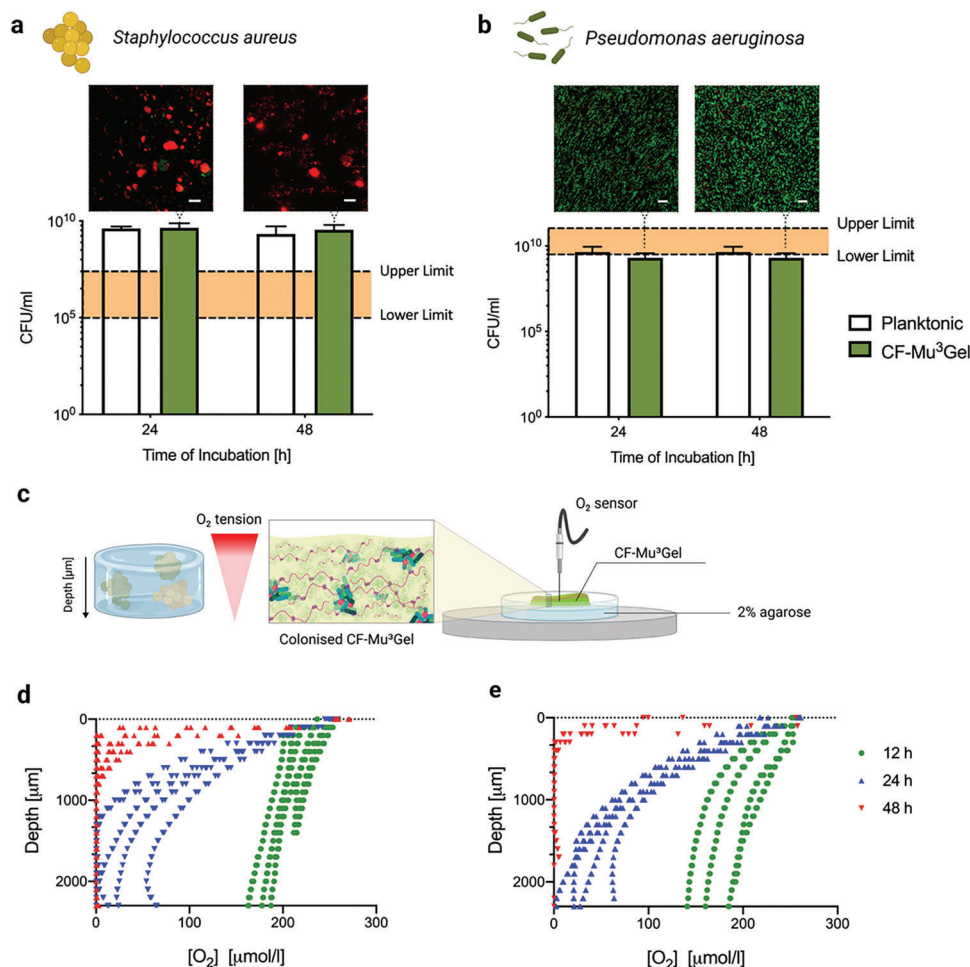 a
Staphylococcus aureus
10¹⁰
10⁵
10⁰
CFU/ml
Upper Limit
Lower Limit
24
48
Time of Incubation [h]
b
Pseudomonas aeruginosa
10¹⁰
10⁵
10⁰
CFU/ml
Upper Limit
Lower Limit
Planktonic
CF-Mu³Gel
24
48
Time of Incubation [h]
c
O₂ tension
Depth [μm]
Colonised CF-Mu³Gel
O₂ sensor
CF-Mu³Gel
2% agarose
d
0
1000
2000
Depth [μm]
0
100
200
300
[O₂] [μmol/l]
e
0
1000
2000
Depth [μm]
0
100
200
300
[O₂] [μmol/l]
12 h
24 h
48 h